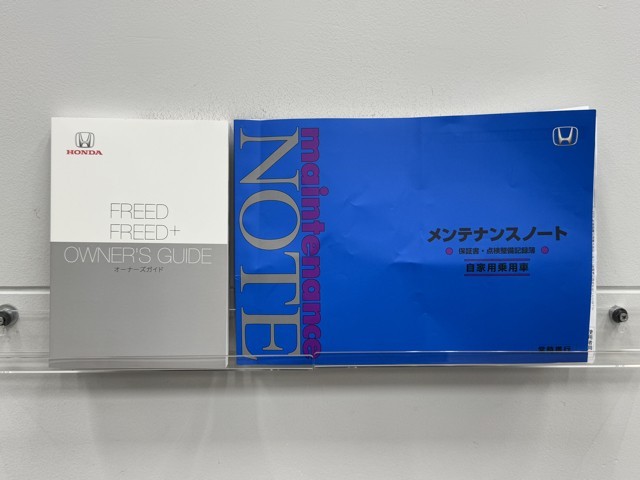 HONDA
FREED
FREED+
OWNER'S GUIDE
オーナーズガイド
maintenance
NOTE
メンテナンスノート
保証書・点検整備記録簿
自家用乗用車